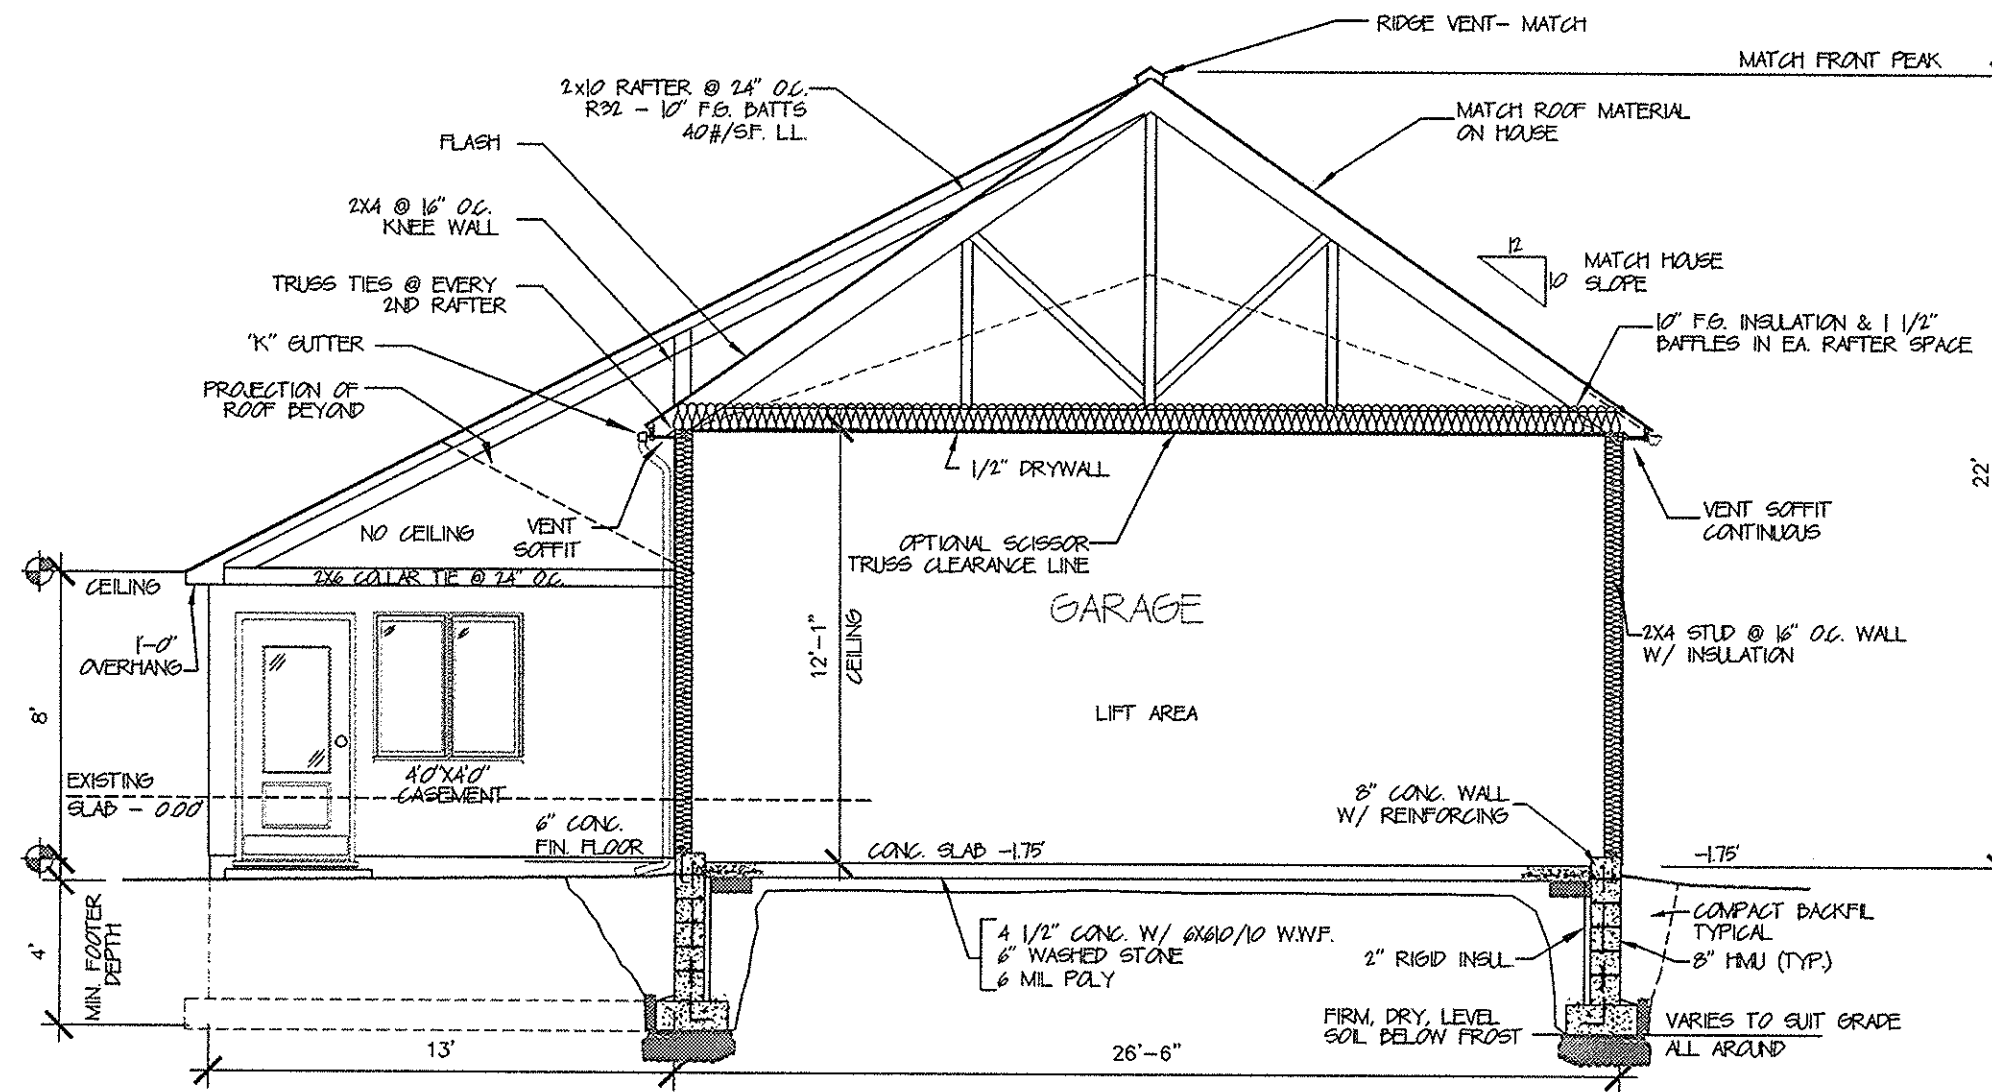 RIDGE VENT- MATCH
MATCH FRONT PEAK
2x10 RAFTER @ 24" O.C.
R32 - 10" F.G. BATTS
40#/SF. LL.
MATCH ROOF MATERIAL
ON HOUSE
FLASH
2X4 @ 16" O.C.
KNEE WALL
12
10
MATCH HOUSE
SLOPE
TRUSS TIES @ EVERY
2ND RAFTER
10" F.G. INSULATION & 1 1/2"
BAFFLES IN EA. RAFTER SPACE
"K" GUTTER
PROJECTION OF
ROOF BEYOND
1/2" DRYWALL
22'
NO CEILING
VENT
SOFFIT
VENT SOFFIT
CONTINUOUS
OPTIONAL SCISSOR
TRUSS CLEARANCE LINE
CEILING
2X6 COLLAR TIE @ 24" O.C.
GARAGE
1'-0"
OVERHANG
12'-1"
CEILING
2X4 STUD @ 16" O.C. WALL
W/ INSULATION
8'
LIFT AREA
EXISTING
SLAB - 0.00'
4'0"X4'0"
CASEMENT
8" CONC. WALL
W/ REINFORCING
6" CONC.
FIN. FLOOR
CONC. SLAB -1.75'
-1.75'
4'
MIN. FOOTER
DEPTH
4 1/2" CONC. W/ 6X610/10 W.W.F.
6" WASHED STONE
6 MIL POLY
2" RIGID INSUL
COMPACT BACKFIL
TYPICAL
8" HMU (TYP.)
FIRM, DRY, LEVEL
SOIL BELOW FROST
VARIES TO SUIT GRADE
ALL AROUND
13'
26'-6"